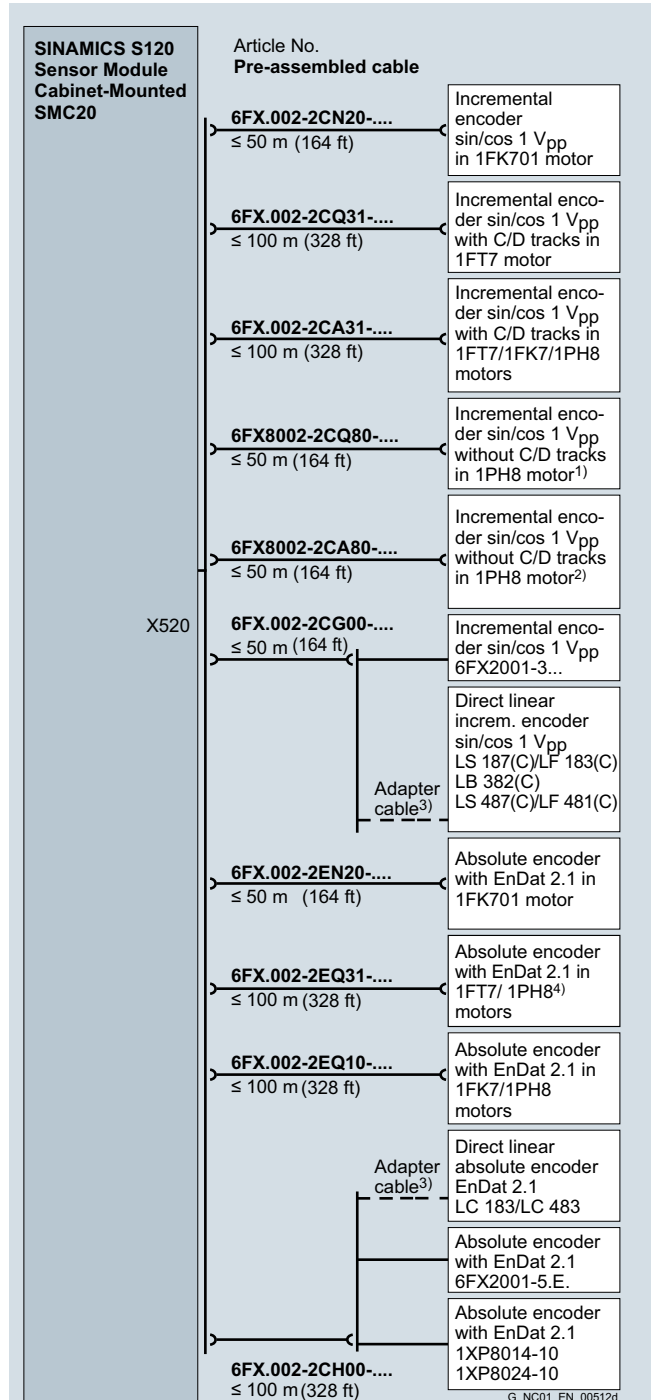 SINAMICS S120
Sensor Module
Cabinet-Mounted
SMC20
Article No.
Pre-assembled cable
6FX.002-2CN20-....
≤ 50 m (164 ft)
Incremental
encoder
sin/cos 1 Vpp
in 1FK701 motor
6FX.002-2CQ31-....
≤ 100 m (328 ft)
Incremental enco-
der sin/cos 1 Vpp
with C/D tracks in
1FT7 motor
6FX.002-2CA31-....
≤ 100 m (328 ft)
Incremental enco-
der sin/cos 1 Vpp
with C/D tracks in
1FT7/1FK7/1PH8
motors
6FX8002-2CQ80-....
≤ 50 m (164 ft)
Incremental enco-
der sin/cos 1 Vpp
without C/D tracks
in 1PH8 motor1)
6FX8002-2CA80-....
≤ 50 m (164 ft)
Incremental enco-
der sin/cos 1 Vpp
without C/D tracks
in 1PH8 motor2)
X520
6FX.002-2CG00-....
≤ 50 m (164 ft)
Incremental enco-
der sin/cos 1 Vpp
6FX2001-3...
Adapter
cable3)
Direct linear
increm. encoder
sin/cos 1 Vpp
LS 187(C)/LF 183(C)
LB 382(C)
LS 487(C)/LF 481(C)
6FX.002-2EN20-....
≤ 50 m (164 ft)
Absolute encoder
with EnDat 2.1 in
1FK701 motor
6FX.002-2EQ31-....
≤ 100 m (328 ft)
Absolute encoder
with EnDat 2.1 in
1FT7/ 1PH84)
motors
6FX.002-2EQ10-....
≤ 100 m (328 ft)
Absolute encoder
with EnDat 2.1 in
1FK7/1PH8
motors
Adapter
cable3)
Direct linear
absolute encoder
EnDat 2.1
LC 183/LC 483
Absolute encoder
with EnDat 2.1
6FX2001-5.E.
Absolute encoder
with EnDat 2.1
1XP8014-10
1XP8024-10
6FX.002-2CH00-....
≤ 100 m (328 ft)
G_NC01_EN_00512d